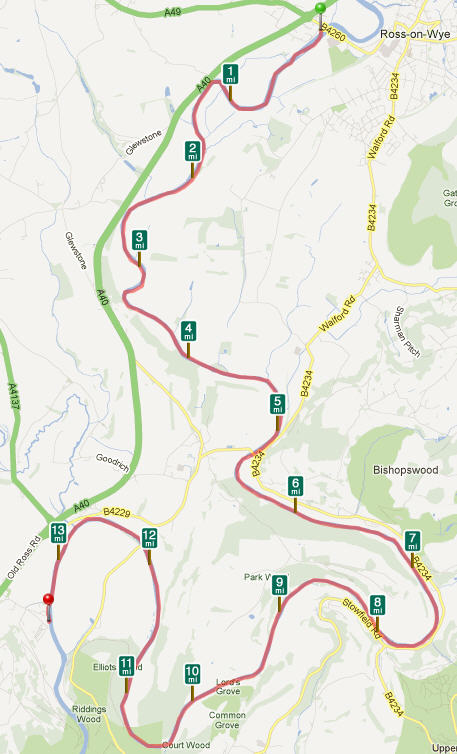 A49
B4260
Ross-on-Wye
1
mi
A40
B4234
Glewstone
2
mi
Walford Rd
B4234
3
mi
Glewstone
A40
Walford Rd
Sharman Pitch
4
mi
B4234
A4137
5
mi
B4234
Goodrich
Bishopswood
6
mi
A40
B4229
13
mi
12
mi
7
mi
B4234
Old Ross Rd
Park W
9
mi
8
mi
Stowfield Rd
11
mi
10
mi
Lord's
Grove
Common
Grove
Riddings
Wood
B4234
Court Wood
Upper